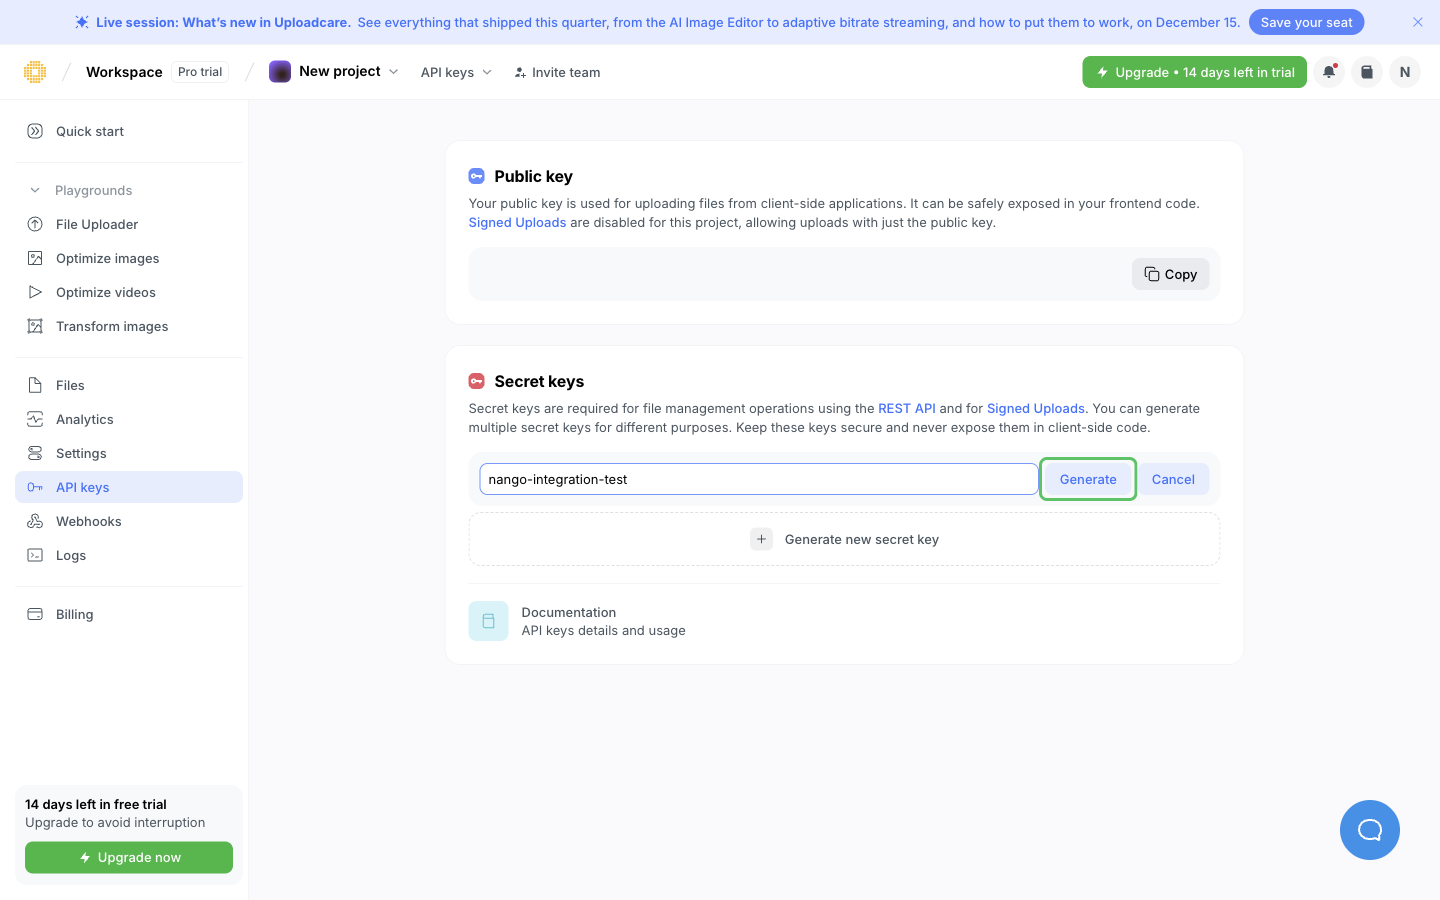 Live session: What's new in Uploadcare. See everything that shipped this quarter, from the AI Image Editor to adaptive bitrate streaming, and how to put them to work, on December 15. Save your seat
Workspace Pro trial New project API keys Invite team Upgrade • 14 days left in trial N
Quick start
Playgrounds
File Uploader
Optimize images
Optimize videos
Transform images
Files
Analytics
Settings
API keys
Webhooks
Logs
Billing
14 days left in free trial
Upgrade to avoid interruption
Upgrade now
Public key
Your public key is used for uploading files from client-side applications. It can be safely exposed in your frontend code.
Signed Uploads are disabled for this project, allowing uploads with just the public key.
Copy
Secret keys
Secret keys are required for file management operations using the REST API and for Signed Uploads. You can generate
multiple secret keys for different purposes. Keep these keys secure and never expose them in client-side code.
nango-integration-test Generate Cancel
Generate new secret key
Documentation
API keys details and usage